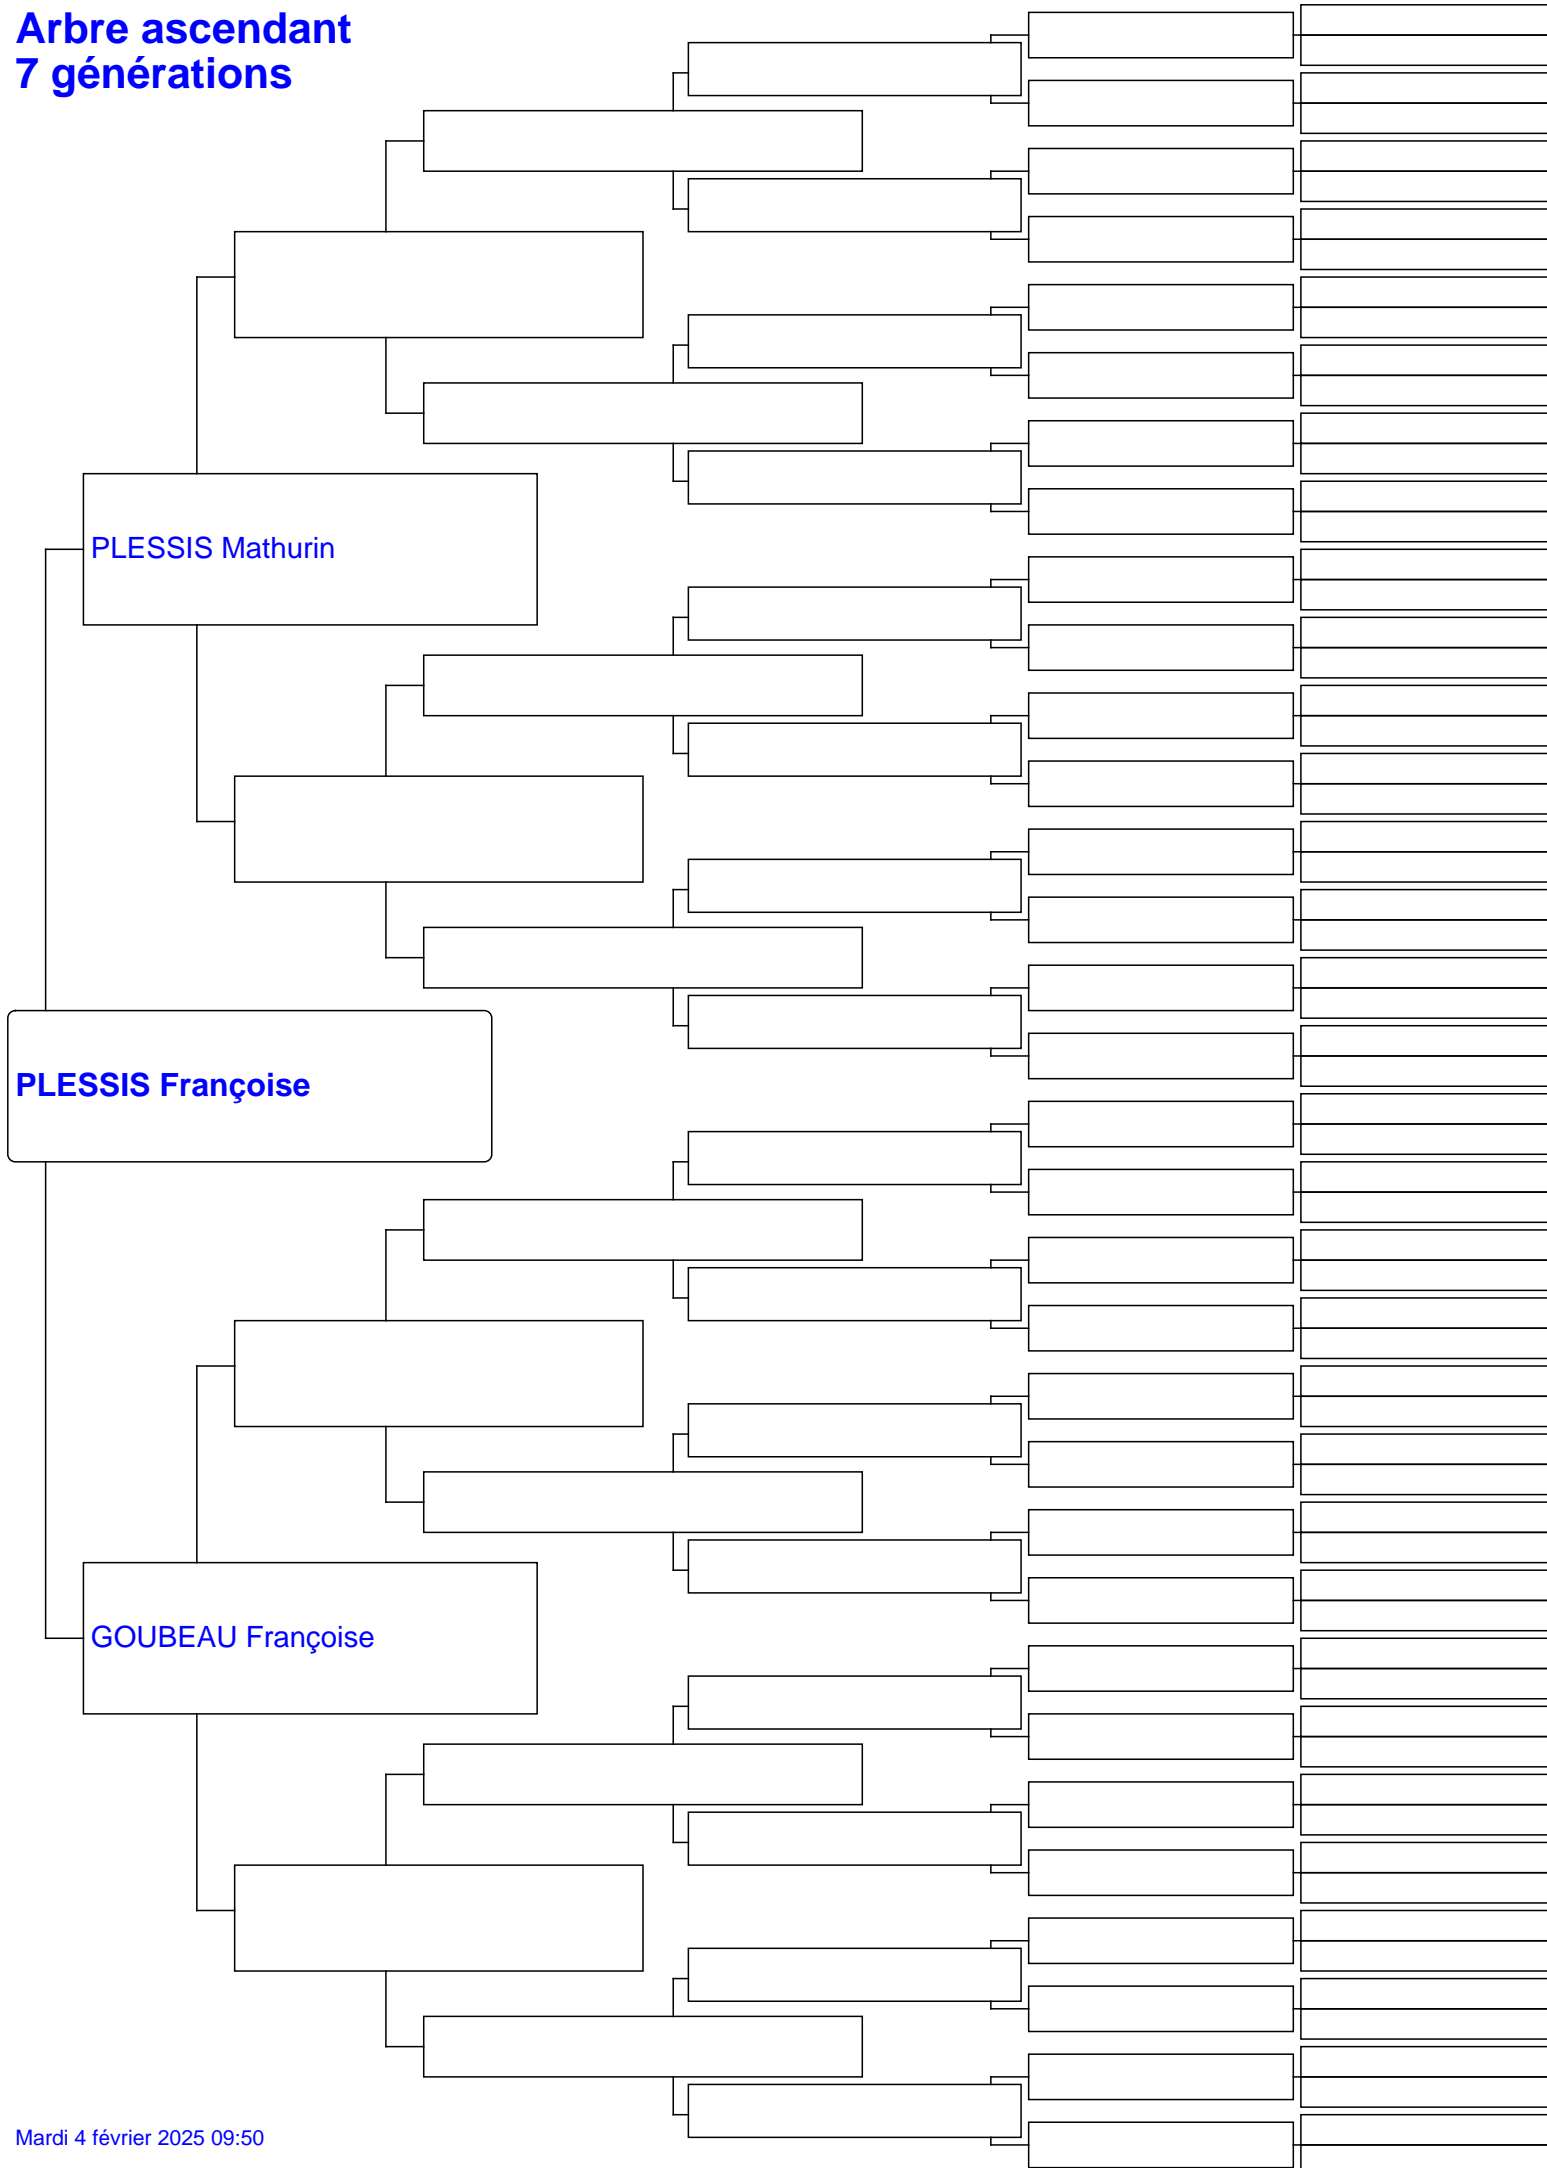 Arbre ascendant
7 générations
PLESSIS Mathurin
PLESSIS Françoise
GOUBEAU Françoise
Mardi 4 février 2025 09:50